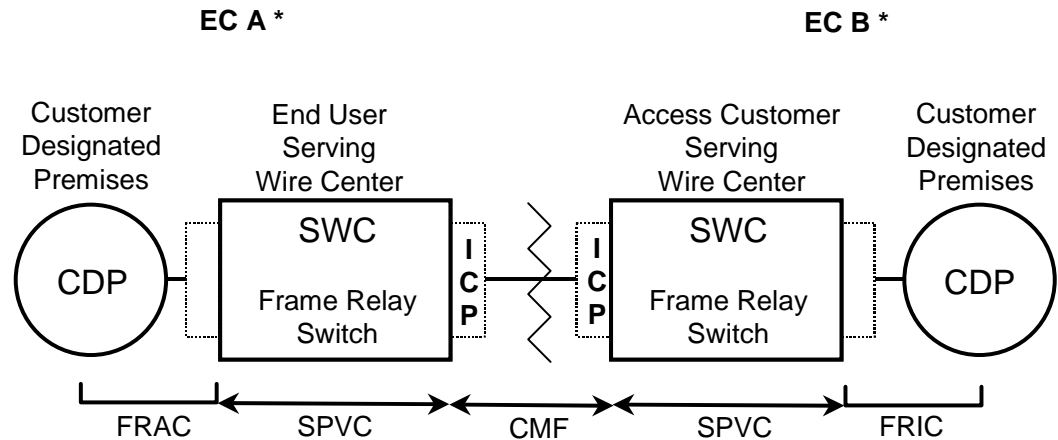 EC A *
EC B *
Customer
Designated
Premises
End User
Serving
Wire Center
Access Customer
Serving
Wire Center
Customer
Designated
Premises
CDP
SWC
Frame Relay
Switch
I
C
P
I
C
P
SWC
Frame Relay
Switch
CDP
FRAC
SPVC
CMF
SPVC
FRIC